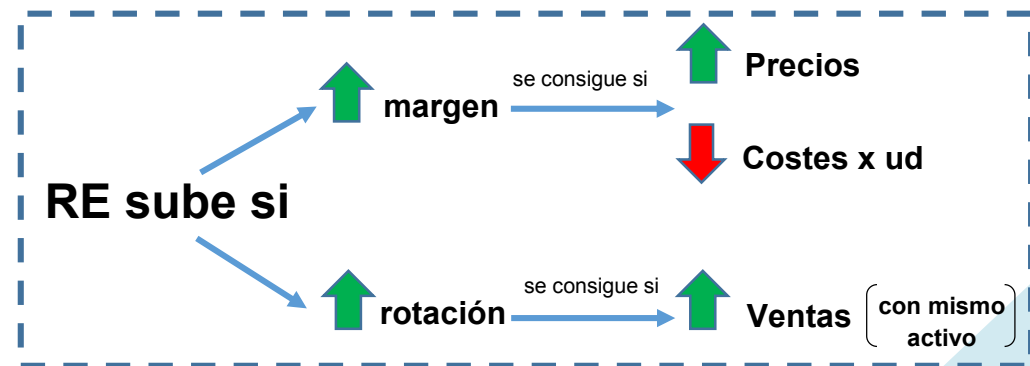 se consigue si
Precios
margen
Costes x ud
RE sube si
se consigue si
rotación
Ventas
con mismo
activo